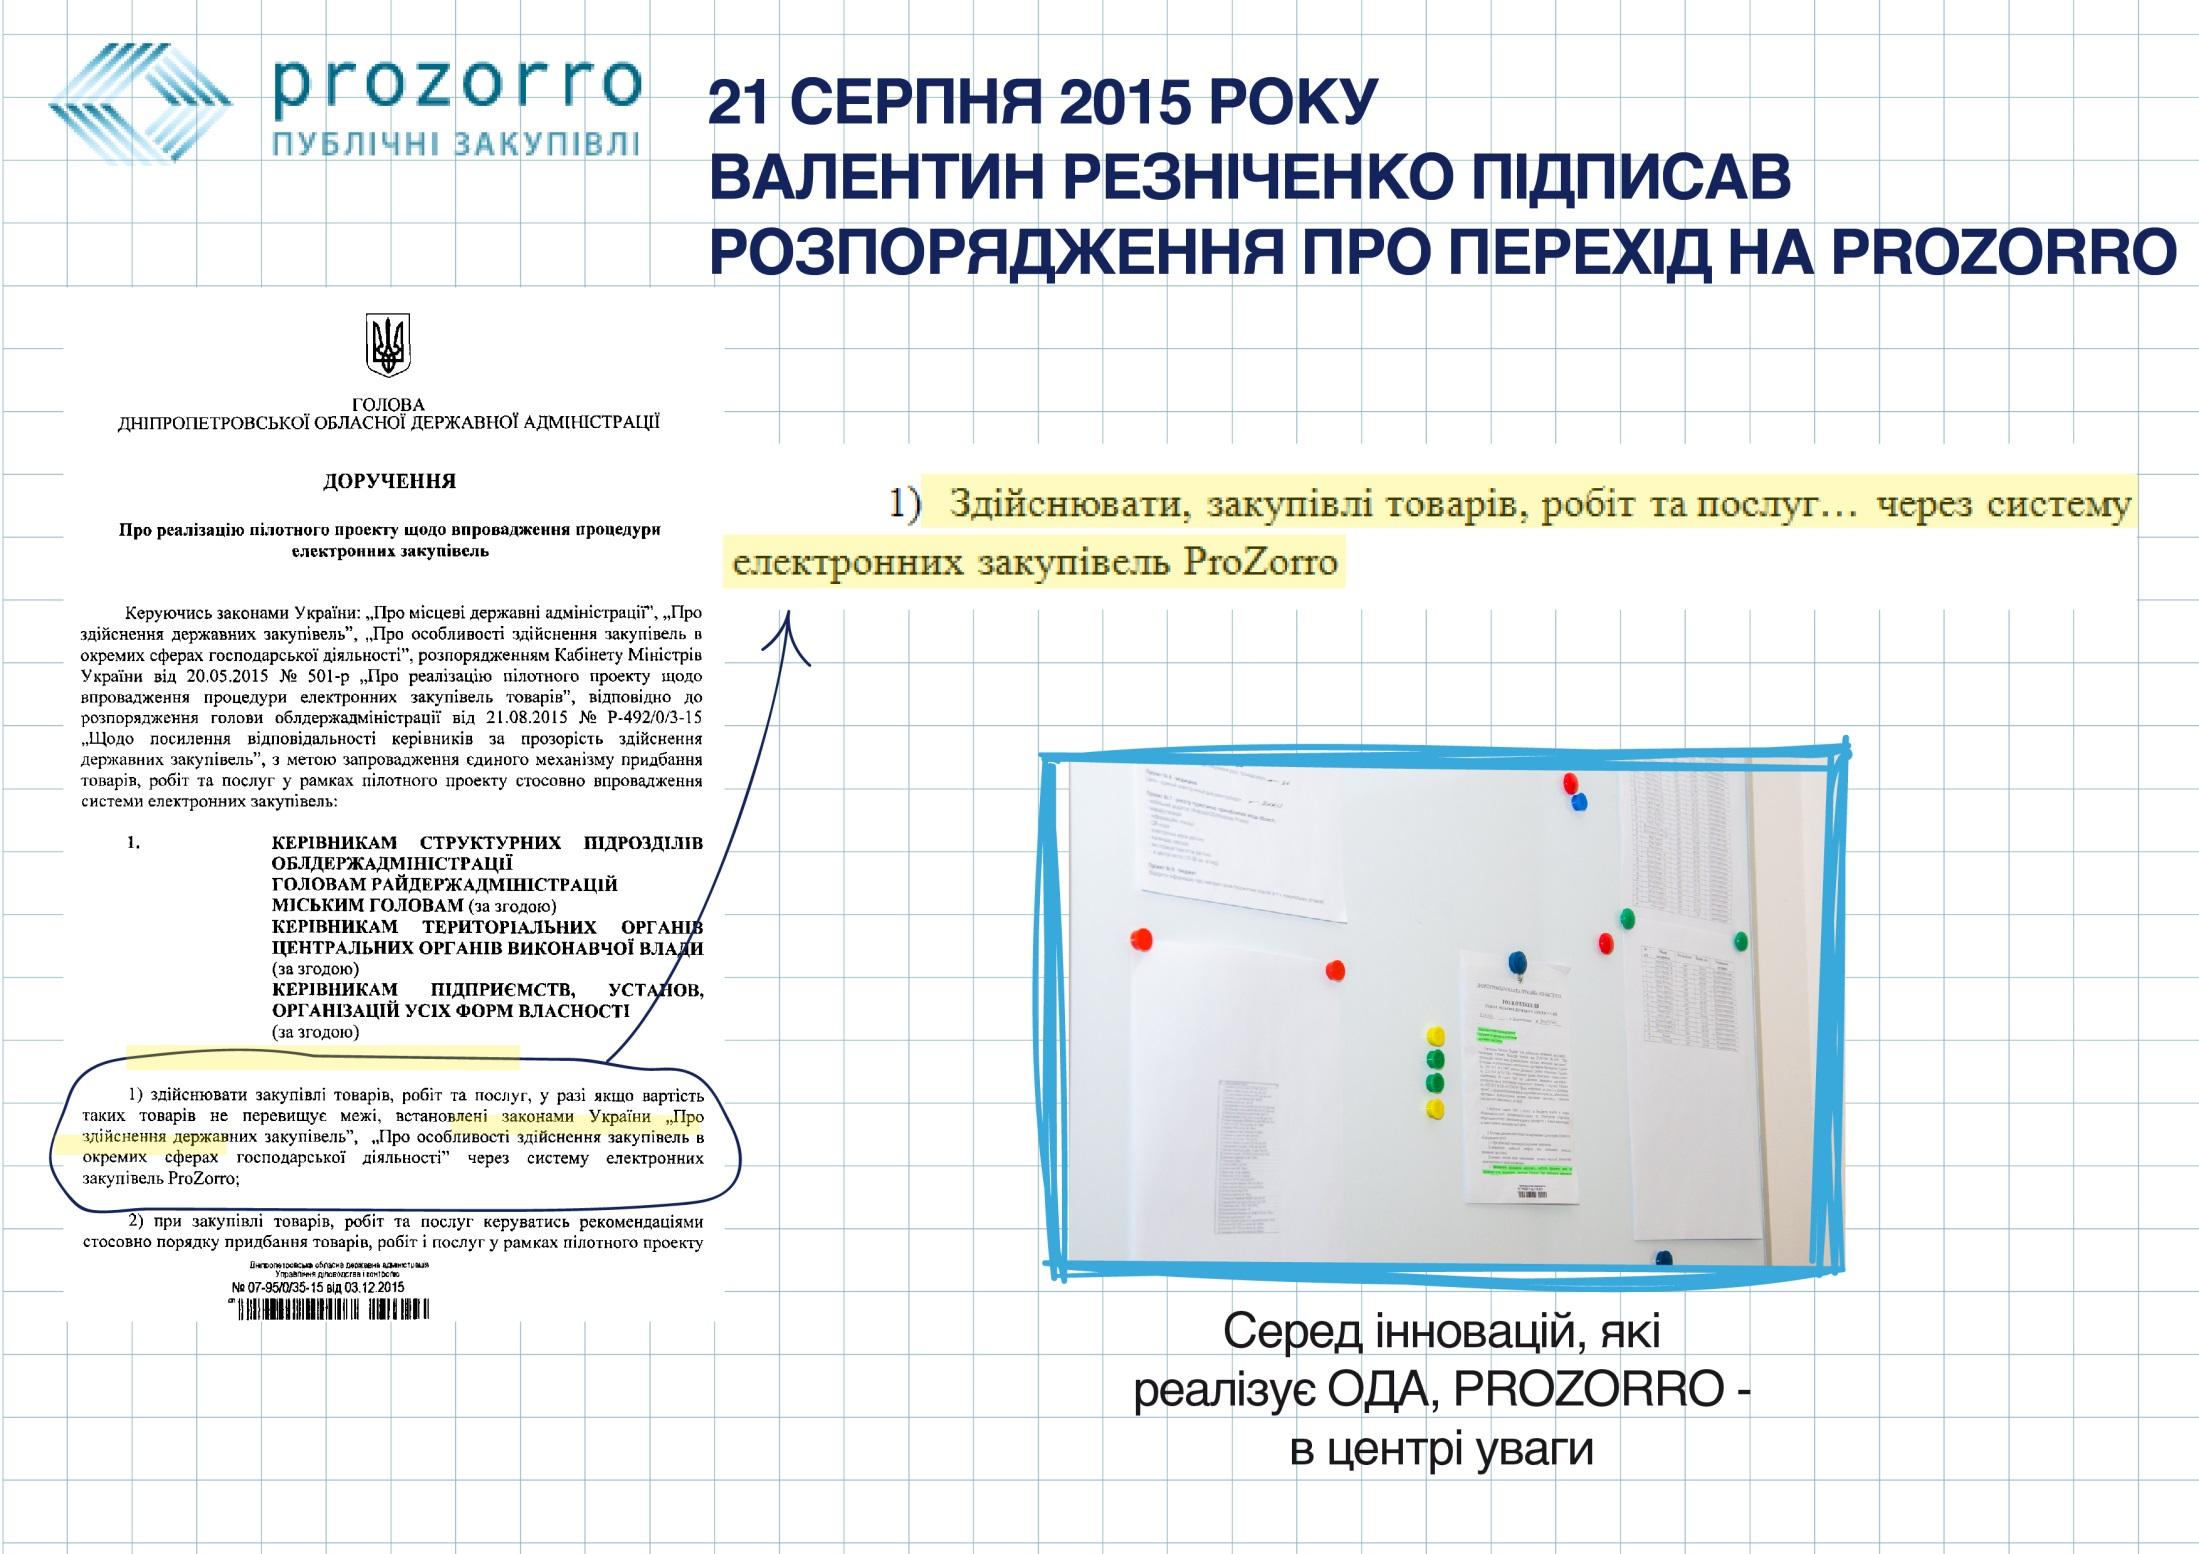 prozorro
ПУБЛІЧНІ ЗАКУПІВЛІ
21 СЕРПНЯ 2015 РОКУ
ВАЛЕНТИН РЕЗНІЧЕНКО ПІДПИСАВ
РОЗПОРЯДЖЕННЯ ПРО ПЕРЕХІД НА PROZORRO
ГОЛОВА
ДНІПРОПЕТРОВСЬКОЇ ОБЛАСНОЇ ДЕРЖАВНОЇ АДМІНІСТРАЦІЇ
ДОРУЧЕННЯ
Про реалізацію пілотного проекту щодо впровадження процедури
електронних закупівель
Керуючись законами України: „Про місцеві державні адміністрації”, „Про
здійснення державних закупівель”, „Про особливості здійснення закупівель в
окремих сферах господарської діяльності”, розпорядженням Кабінету Міністрів
України від 20.05.2015 № 501-р „Про реалізацію пілотного проекту щодо
впровадження процедури електронних закупівель товарів”, відповідно до
розпорядження голови облдержадміністрації від 21.08.2015 № Р-492/0/3-15
„Щодо посилення відповідальності керівників за прозорість здійснення
державних закупівель”, з метою запровадження єдиного механізму придбання
товарів, робіт та послуг у рамках пілотного проекту стосовно впровадження
системи електронних закупівель:
1. КЕРІВНИКАМ СТРУКТУРНИХ ПІДРОЗДІЛІВ
ОБЛДЕРЖАДМІНІСТРАЦІЇ
ГОЛОВАМ РАЙДЕРЖАДМІНІСТРАЦІЙ
МІСЬКИМ ГОЛОВАМ (за згодою)
КЕРІВНИКАМ ТЕРИТОРІАЛЬНИХ ОРГАНІВ
ЦЕНТРАЛЬНИХ ОРГАНІВ ВИКОНАВЧОЇ ВЛАДИ
(за згодою)
КЕРІВНИКАМ ПІДПРИЄМСТВ, УСТАНОВ,
ОРГАНІЗАЦІЙ УСІХ ФОРМ ВЛАСНОСТІ
(за згодою)
1) здійснювати закупівлі товарів, робіт та послуг, у разі якщо вартість
таких товарів не перевищує межі, встановлені законами України „Про
здійснення державних закупівель”, „Про особливості здійснення закупівель в
окремих сферах господарської діяльності” через систему електронних
закупівель ProZorro;
2) при закупівлі товарів, робіт та послуг керуватись рекомендаціями
стосовно порядку придбання товарів, робіт і послуг у рамках пілотного проекту
Дніпропетровська обласна державна адміністрація
Управління діловодства і контролю
№ 07-95/0/35-15 від 03.12.2015
1) Здійснювати, закупівлі товарів, робіт та послуг... через систему
електронних закупівель ProZorro
Серед інновацій, які
реалізує ОДА, PROZORRO -
в центрі уваги